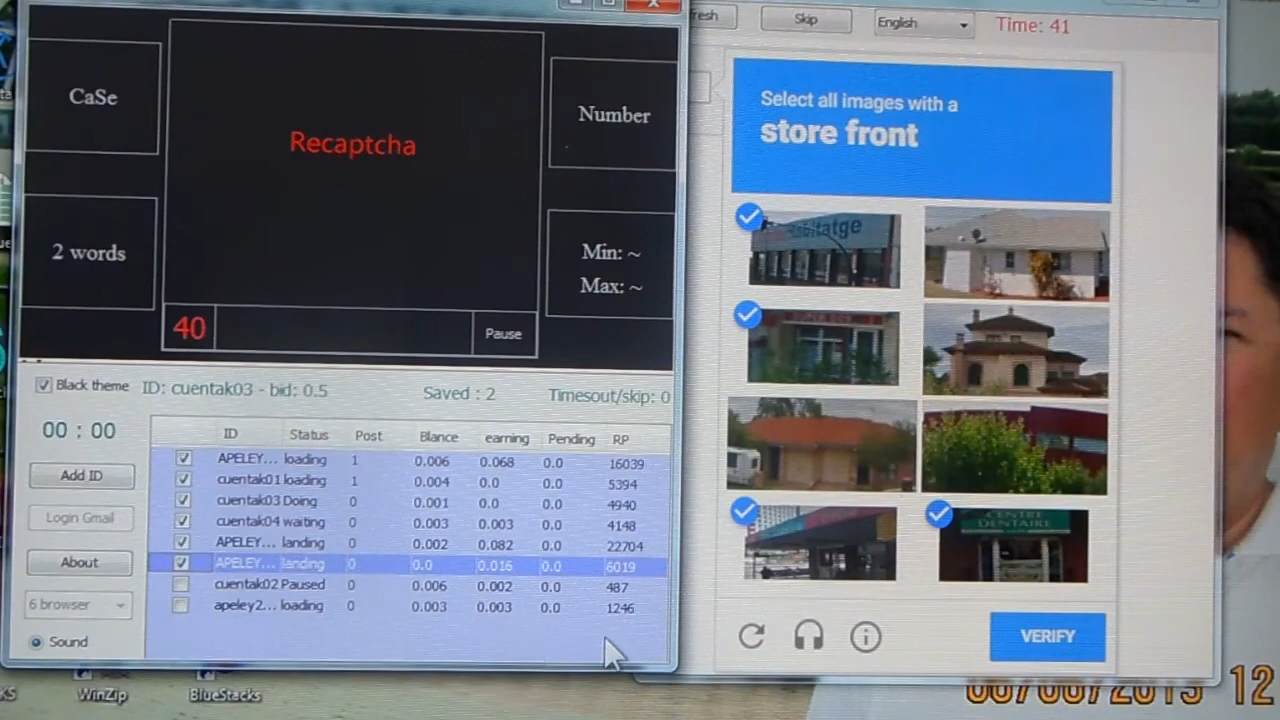 CaSe
Recaptcha
Number
2 words
Min: ~
Max: ~
40
Pause
Black theme
ID: cuentak03 - bid: 0.5
Saved : 2
Timesout/skip: 0
00 : 00
Add ID
Login Gmail
About
6 browser
Sound
ID Status Post Blance earning Pending RP
APELEY... loading 1 0.006 0.068 0.0 16039
cuentak01 loading 1 0.004 0.0 0.0 5394
cuentak03 Doing 0 0.001 0.0 0.0 4940
cuentak04 waiting 0 0.003 0.003 0.0 4148
APELEY... landing 0 0.002 0.082 0.0 22704
APELEY... landing 0 0.0 0.016 0.0 6019
cuentak02 Paused 0 0.006 0.002 0.0 487
apeley2... loading 0 0.003 0.003 0.0 1246
WinZip
BlueStacks
Skip
English
Time: 41
Select all images with a
store front
Habitatge
CENTRE
DENTAIRE
VERIFY
12